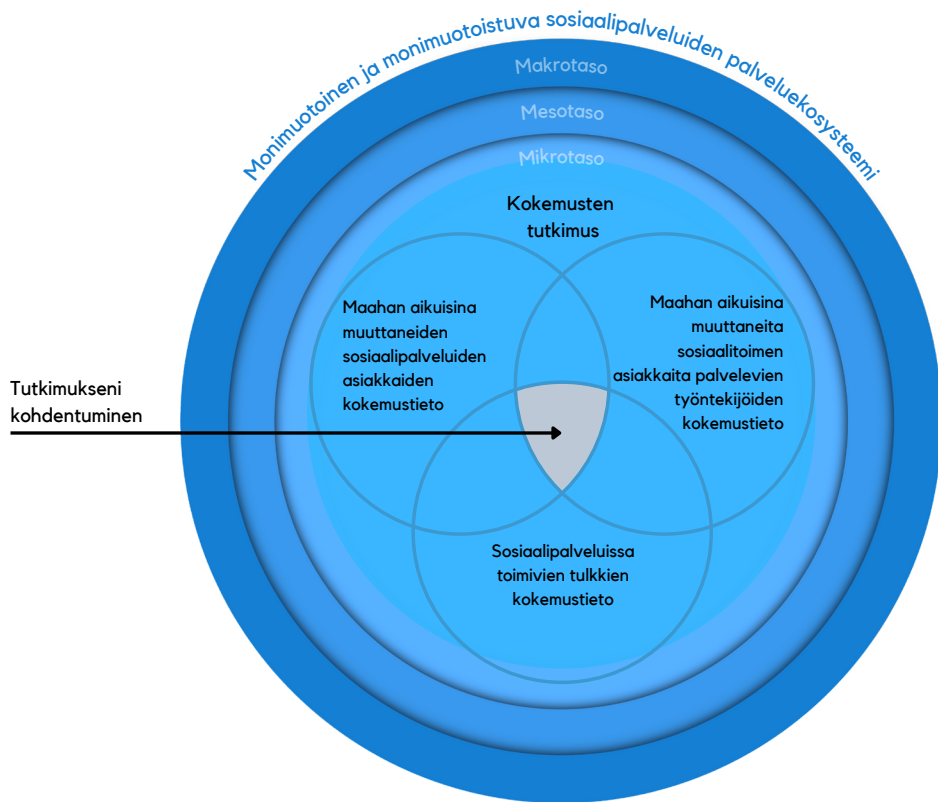 Monimuotoinen ja monimuotoistuva sosiaalipalveluiden palveluekosysteemi
Makrotaso
Mesotaso
Mikrotaso
Kokemusten
tutkimus
Maahan aikuisina
muuttaneiden
sosiaalipalveluiden
asiakkaiden
kokemustieto
Maahan aikuisina
muuttaneita
sosiaalitoimen
asiakkaita palvelevien
työntekijöiden
kokemustieto
Tutkimukseni
kohdentuminen
Sosiaalipalveluissa
toimivien tulkkien
kokemustieto